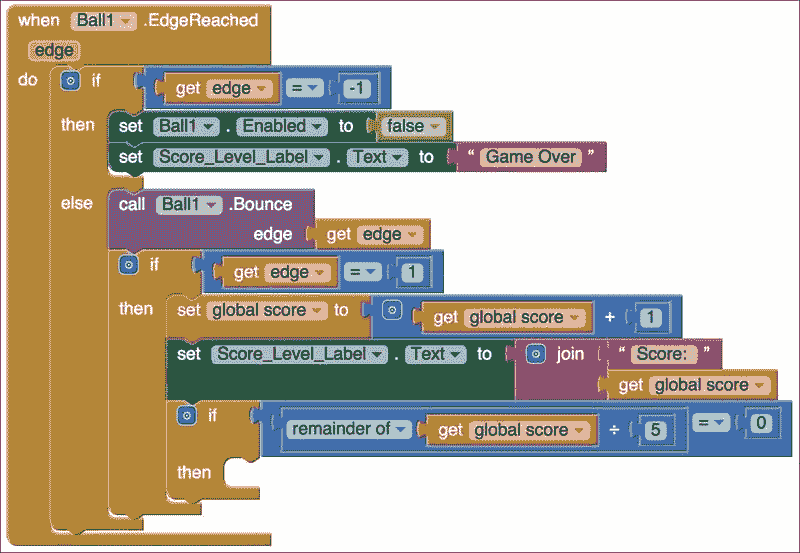 when Ball1 .EdgeReached
edge
do if get edge = -1
then set Ball1 . Enabled to false
set Score_Level_Label . Text to " Game Over "
else call Ball1 .Bounce
edge get edge
if get edge = 1
then set global score to get global score + 1
set Score_Level_Label . Text to join " Score: "
get global score
if remainder of get global score ÷ 5 = 0
then